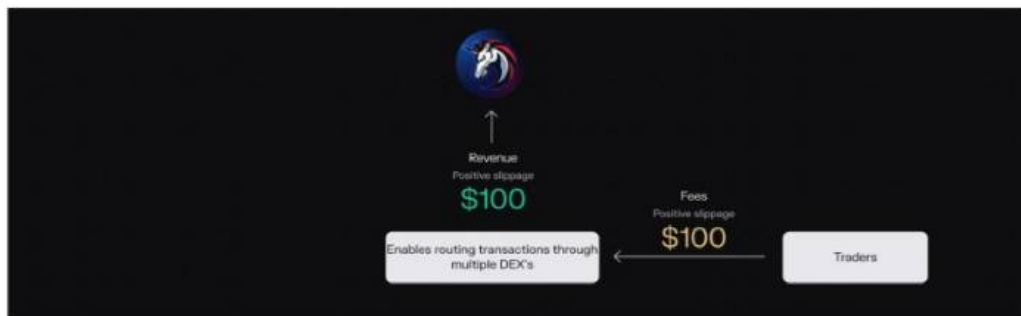 Revenue
Positive slippage
$100
Fees
Positive slippage
$100
Enables routing transactions through
multiple DEX's
Traders